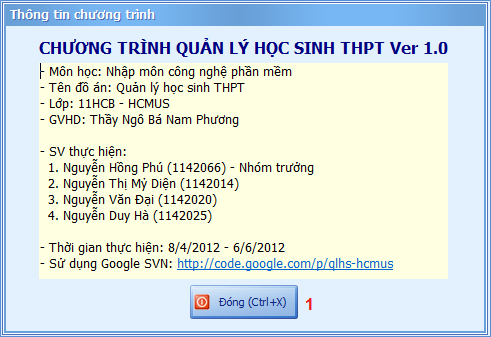 Thông tin chương trình
CHƯƠNG TRÌNH QUẢN LÝ HỌC SINH THPT Ver 1.0
- Môn học: Nhập môn công nghệ phần mềm
- Tên đồ án: Quản lý học sinh THPT
- Lớp: 11HCB - HCMUS
- GVHD: Thầy Ngô Bá Nam Phương
- SV thực hiện:
1. Nguyễn Hồng Phú (1142066) - Nhóm trưởng
2. Nguyễn Thị Mỷ Diện (1142014)
3. Nguyễn Văn Đại (1142020)
4. Nguyễn Duy Hà (1142025)
- Thời gian thực hiện: 8/4/2012 - 6/6/2012
- Sử dụng Google SVN: http://code.google.com/p/qlhs-hcmus
Đóng (Ctrl+X) 1